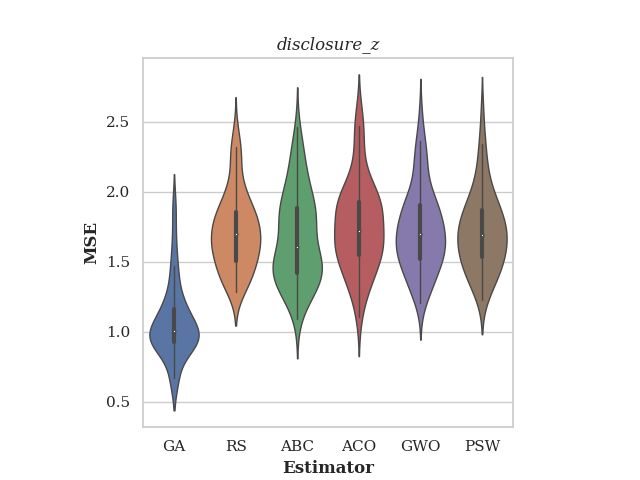 disclosure_z
MSE
2.5
2.0
1.5
1.0
0.5
GA RS ABC ACO GWO PSW
Estimator